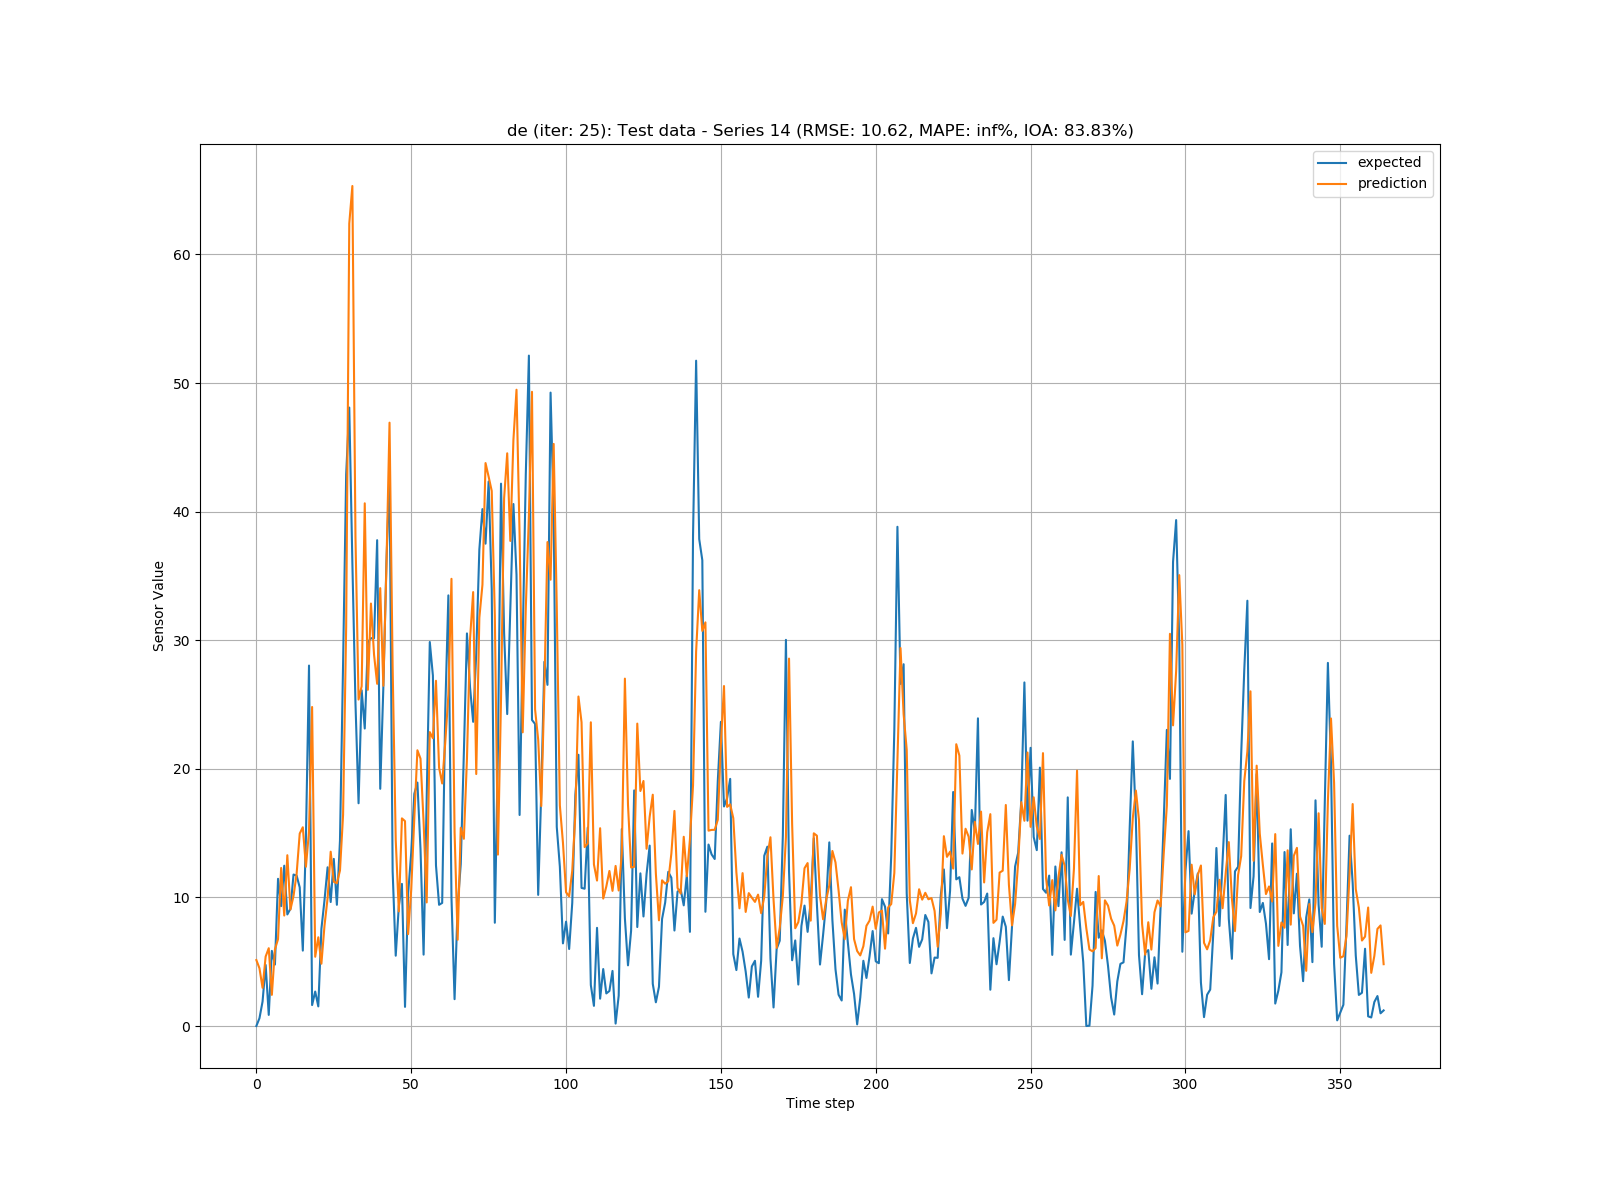 de (iter: 25): Test data - Series 14 (RMSE: 10.62, MAPE: inf%, IOA: 83.83%)
expected
prediction
60
50
40
30
20
10
0
Sensor Value
0 50 100 150 200 250 300 350
Time step